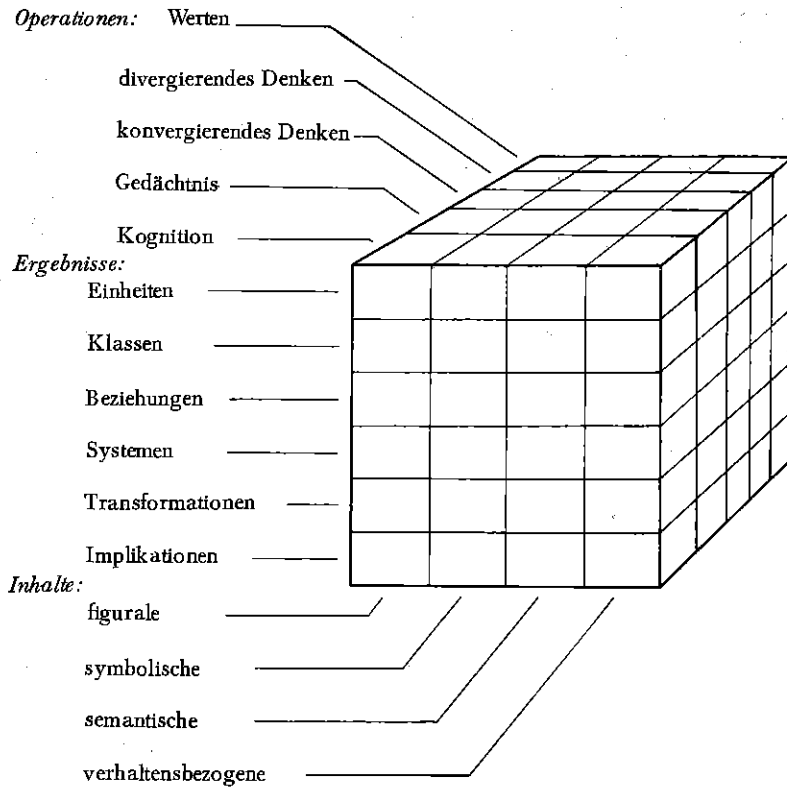 Operationen: Werten
divergierendes Denken
konvergierendes Denken
Gedächtnis
Kognition
Ergebnisse:
Einheiten
Klassen
Beziehungen
Systemen
Transformationen
Implikationen
Inhalte:
figurale
symbolische
semantische
verhaltensbezogene